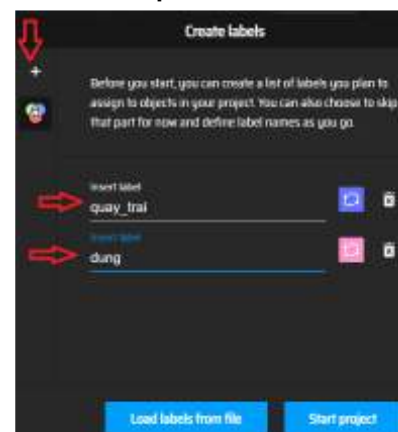 Create labels
+
Before you start, you can create a list of labels you plan to
assign to objects in your project. You can also choose to skip
that part for now and define label names as you go.
Insert label
quay_trai
Insert label
dung
Load labels from file
Start project